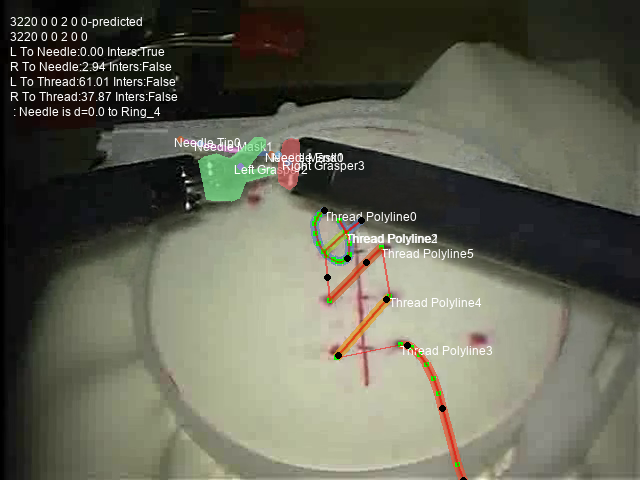 3220 0 0 2 0 0-predicted
3220 0 0 2 0 0
L To Needle:0.00 Inters:True
R To Needle:2.94 Inters:False
L To Thread:61.01 Inters:False
R To Thread:37.87 Inters:False
: Needle is d=0.0 to Ring_4
Needle Tip0
Needle Mask1
Needle End0
Right Grasper3
Left Grasper2
Thread Polyline0
Thread Polyline2
Thread Polyline5
Thread Polyline4
Thread Polyline3